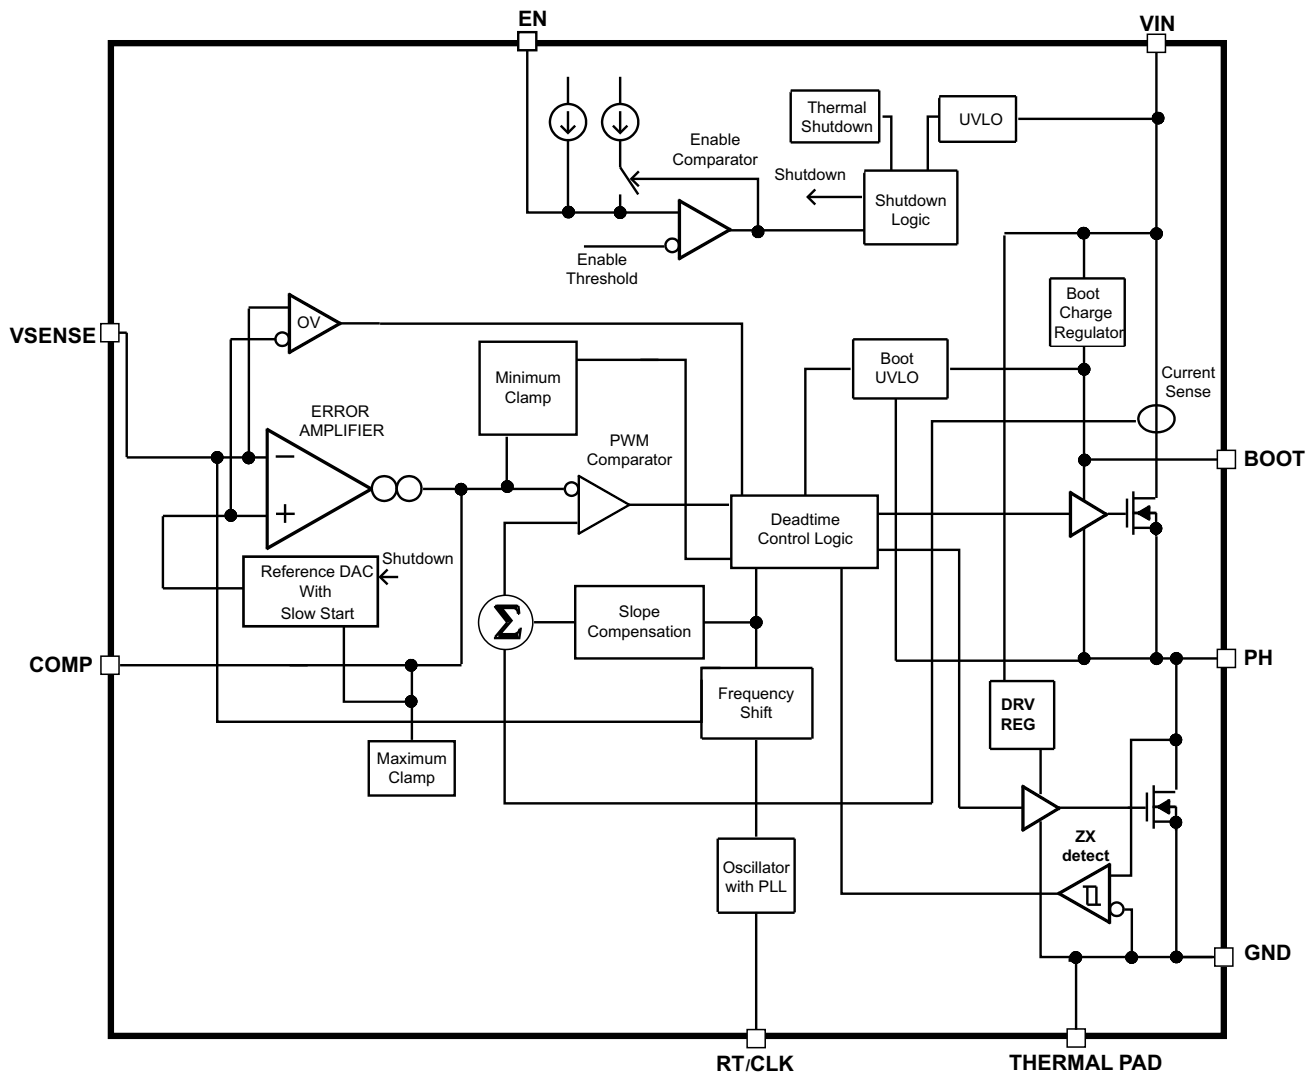 EN
VIN
Thermal
Shutdown
UVLO
Enable
Comparator
Shutdown
Shutdown
Logic
Enable
Threshold
Boot
Charge
Regulator
VSENSE
OV
Minimum
Clamp
Boot
UVLO
Current
Sense
ERROR
AMPLIFIER
PWM
Comparator
BOOT
−
+
Deadtime
Control Logic
Reference DAC
With
Slow Start
Shutdown
Σ
Slope
Compensation
COMP
PH
Frequency
Shift
DRV
REG
Maximum
Clamp
ZX
detect
Oscillator
with PLL
GND
RT/CLK
THERMAL PAD